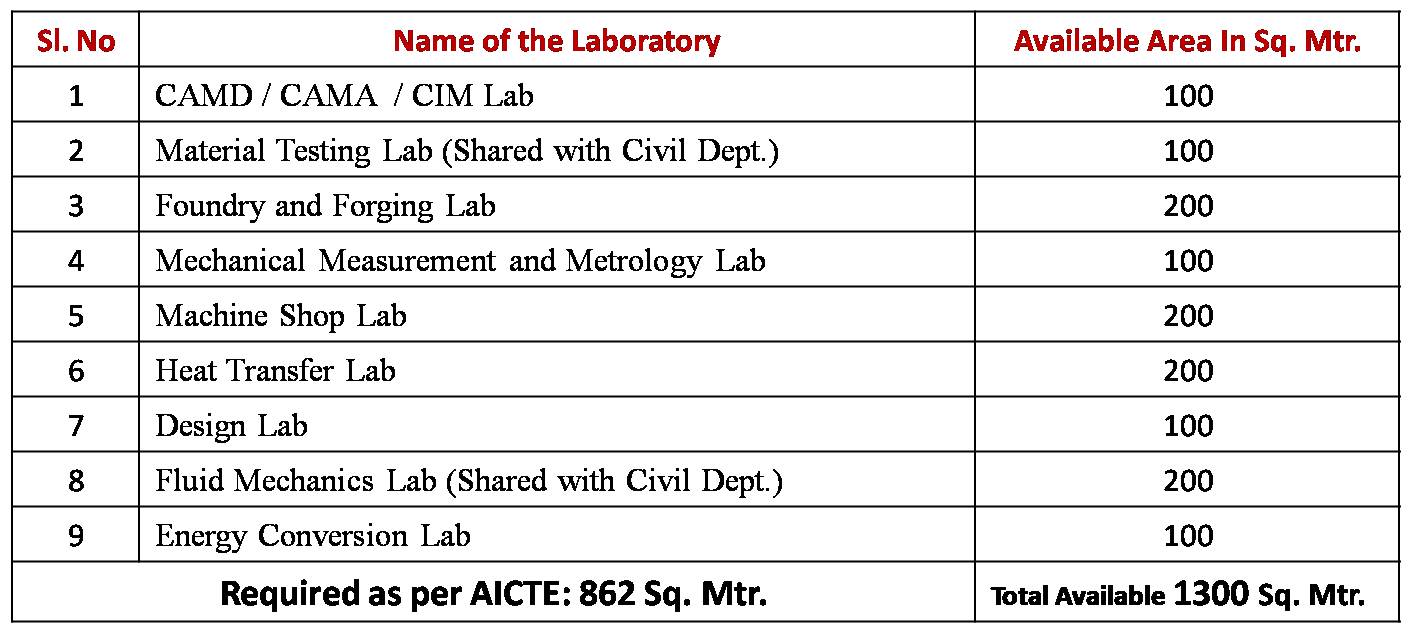 Sl. No Name of the Laboratory Available Area In Sq. Mtr.
1 CAMD / CAMA / CIM Lab 100
2 Material Testing Lab (Shared with Civil Dept.) 100
3 Foundry and Forging Lab 200
4 Mechanical Measurement and Metrology Lab 100
5 Machine Shop Lab 200
6 Heat Transfer Lab 200
7 Design Lab 100
8 Fluid Mechanics Lab (Shared with Civil Dept.) 200
9 Energy Conversion Lab 100
Required as per AICTE: 862 Sq. Mtr. Total Available 1300 Sq. Mtr.